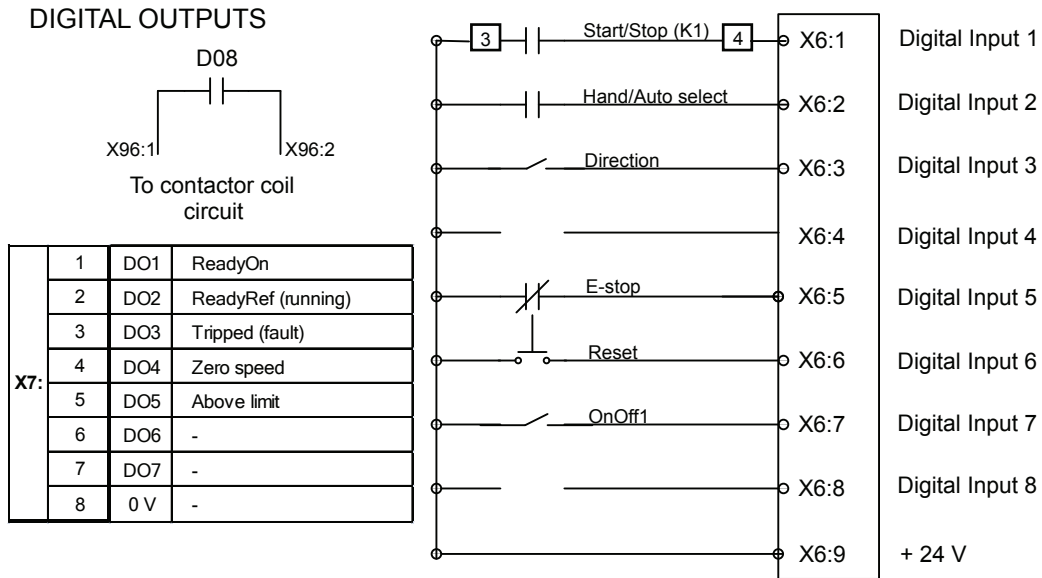 DIGITAL OUTPUTS
D08
X96:1 X96:2
To contactor coil
circuit
X7:
1 DO1 ReadyOn
2 DO2 ReadyRef (running)
3 DO3 Tripped (fault)
4 DO4 Zero speed
5 DO5 Above limit
6 DO6 -
7 DO7 -
8 0 V -
3 Start/Stop (K1) 4 X6:1 Digital Input 1
Hand/Auto select X6:2 Digital Input 2
Direction X6:3 Digital Input 3
X6:4 Digital Input 4
E-stop X6:5 Digital Input 5
Reset X6:6 Digital Input 6
OnOff1 X6:7 Digital Input 7
X6:8 Digital Input 8
X6:9 + 24 V